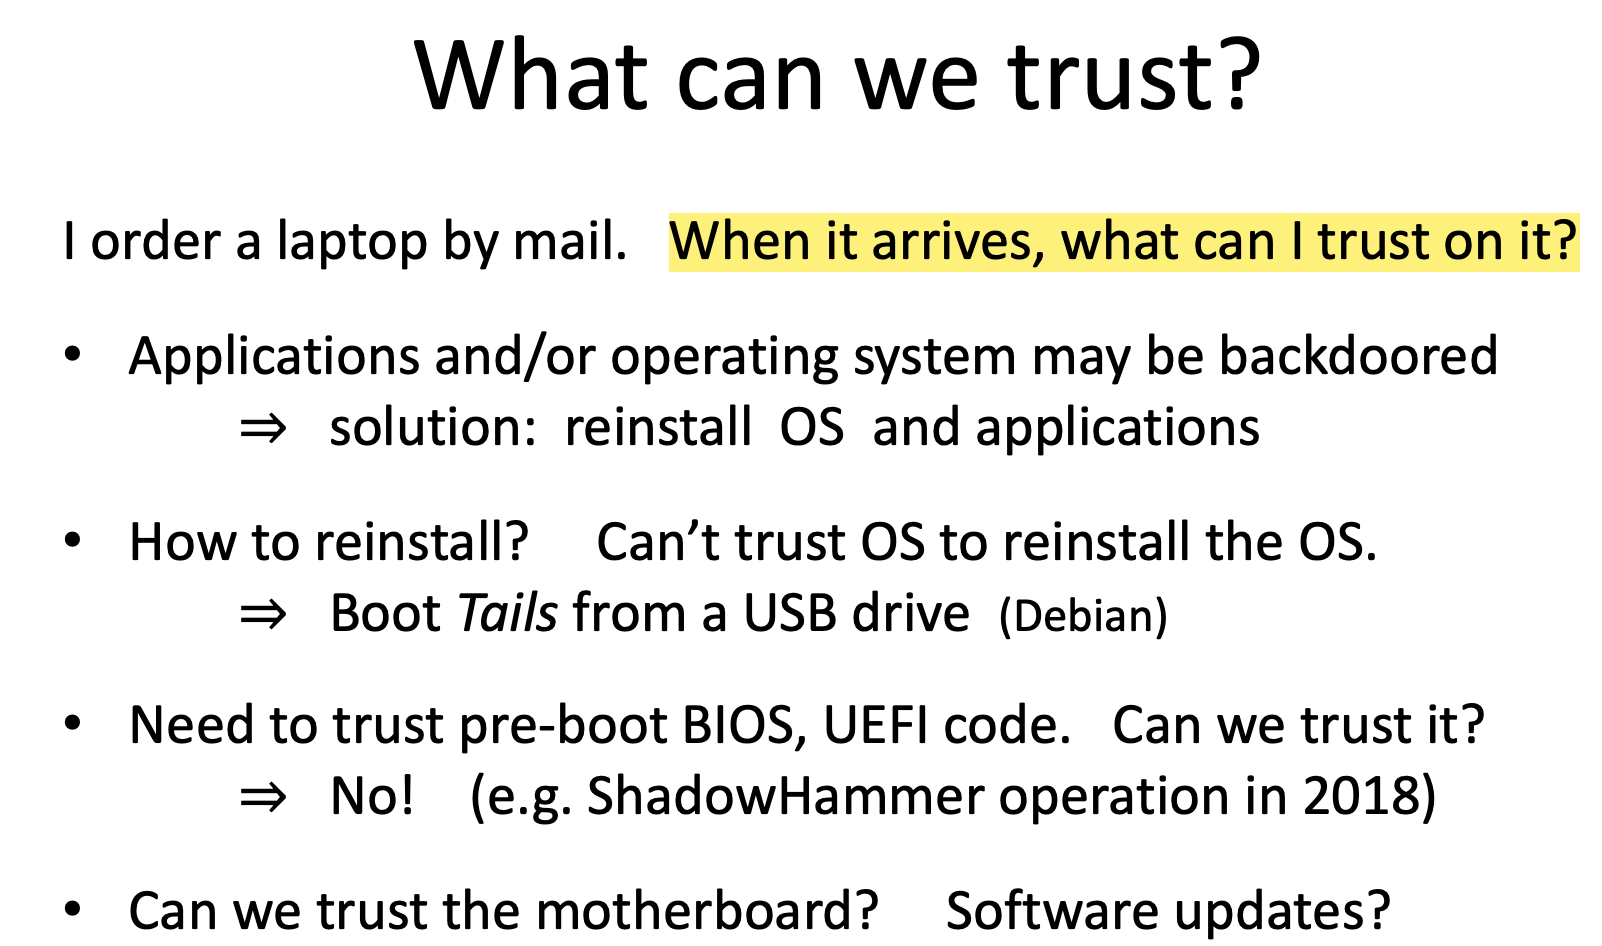 What can we trust?
I order a laptop by mail. When it arrives, what can I trust on it?
• Applications and/or operating system may be backdoored
⇒ solution: reinstall OS and applications
• How to reinstall? Can’t trust OS to reinstall the OS.
⇒ Boot Tails from a USB drive (Debian)
• Need to trust pre-boot BIOS, UEFI code. Can we trust it?
⇒ No! (e.g. ShadowHammer operation in 2018)
• Can we trust the motherboard? Software updates?